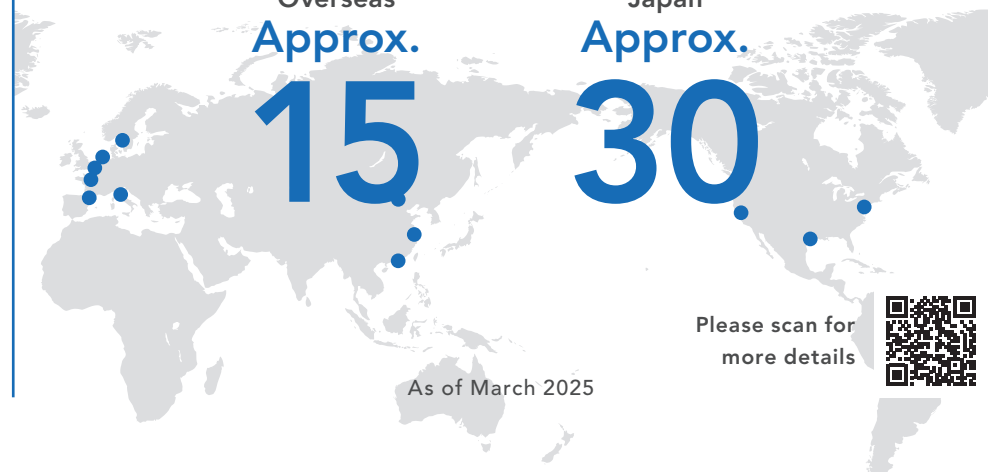 Overseas
Japan
Approx.
Approx.
15
30
Please scan for
more details
As of March 2025